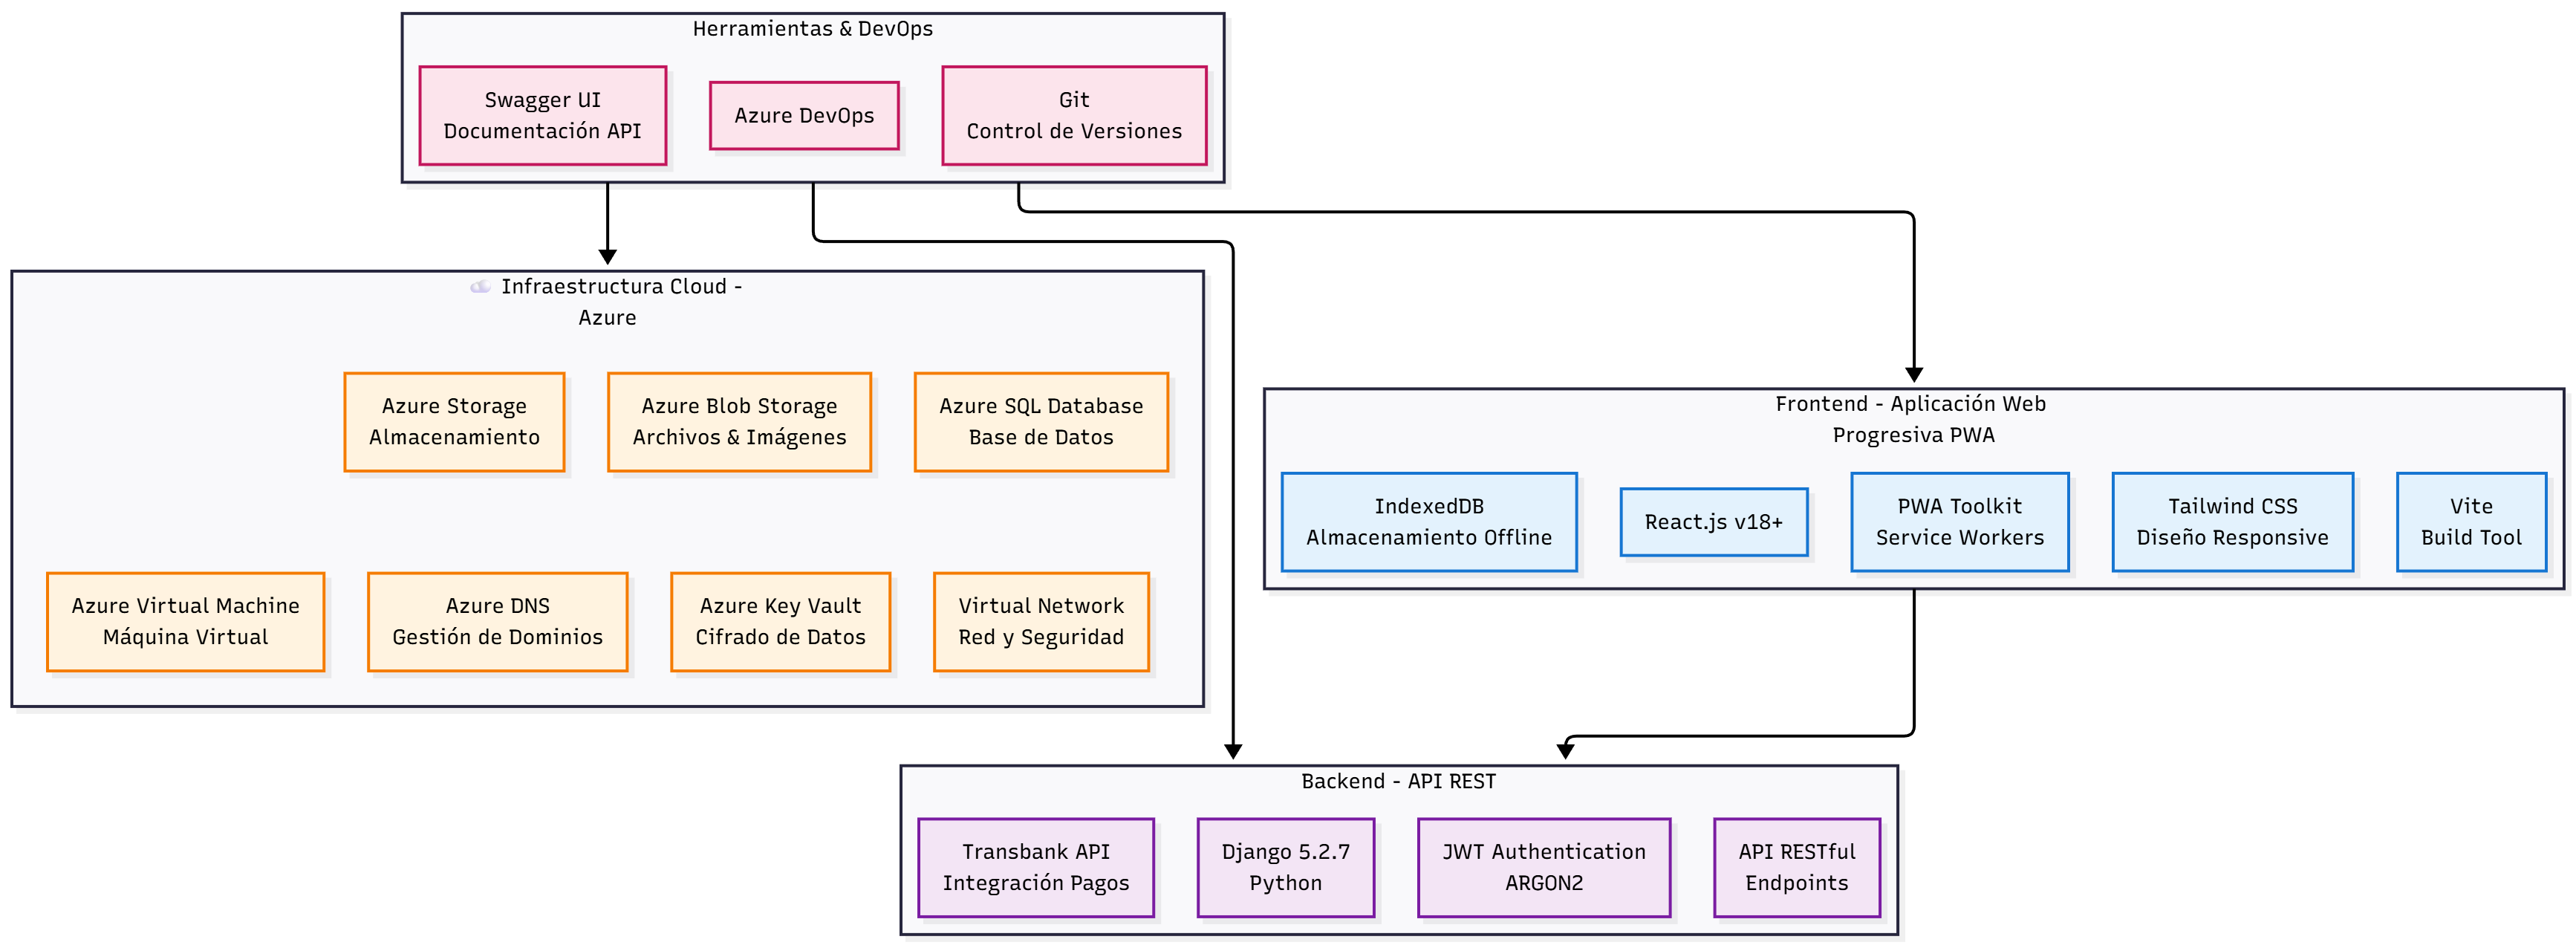 Herramientas & DevOps
Swagger UI
Documentación API
Azure DevOps
Git
Control de Versiones
Infraestructura Cloud -
Azure
Azure Storage
Almacenamiento
Azure Blob Storage
Archivos & Imágenes
Azure SQL Database
Base de Datos
Azure Virtual Machine
Máquina Virtual
Azure DNS
Gestión de Dominios
Azure Key Vault
Cifrado de Datos
Virtual Network
Red y Seguridad
Frontend - Aplicación Web
Progresiva PWA
IndexedDB
Almacenamiento Offline
React.js v18+
PWA Toolkit
Service Workers
Tailwind CSS
Diseño Responsive
Vite
Build Tool
Backend - API REST
Transbank API
Integración Pagos
Django 5.2.7
Python
JWT Authentication
ARGON2
API RESTful
Endpoints